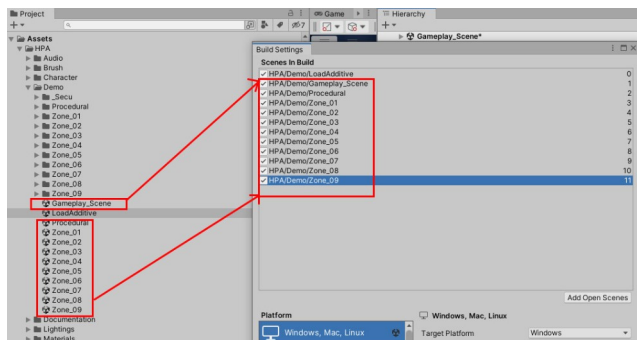 Project
Game
Hierarchy
Gameplay_Scene*
Assets
HPA
Audio
Brush
Character
Demo
_Secu
Procedural
Zone_01
Zone_02
Zone_03
Zone_04
Zone_05
Zone_06
Zone_07
Zone_08
Zone_09
Gameplay_Scene
LoadAdditive
Procedural
Zone_01
Zone_02
Zone_03
Zone_04
Zone_05
Zone_06
Zone_07
Zone_08
Zone_09
Documentation
Lightings
Materials
Build Settings
Scenes In Build
HPA/Demo/LoadAdditive 0
HPA/Demo/Gameplay_Scene 1
HPA/Demo/Procedural 2
HPA/Demo/Zone_01 3
HPA/Demo/Zone_02 4
HPA/Demo/Zone_03 5
HPA/Demo/Zone_04 6
HPA/Demo/Zone_05 7
HPA/Demo/Zone_06 8
HPA/Demo/Zone_07 9
HPA/Demo/Zone_08 10
HPA/Demo/Zone_09 11
Add Open Scenes
Platform
Windows, Mac, Linux
Windows, Mac, Linux
Target Platform Windows